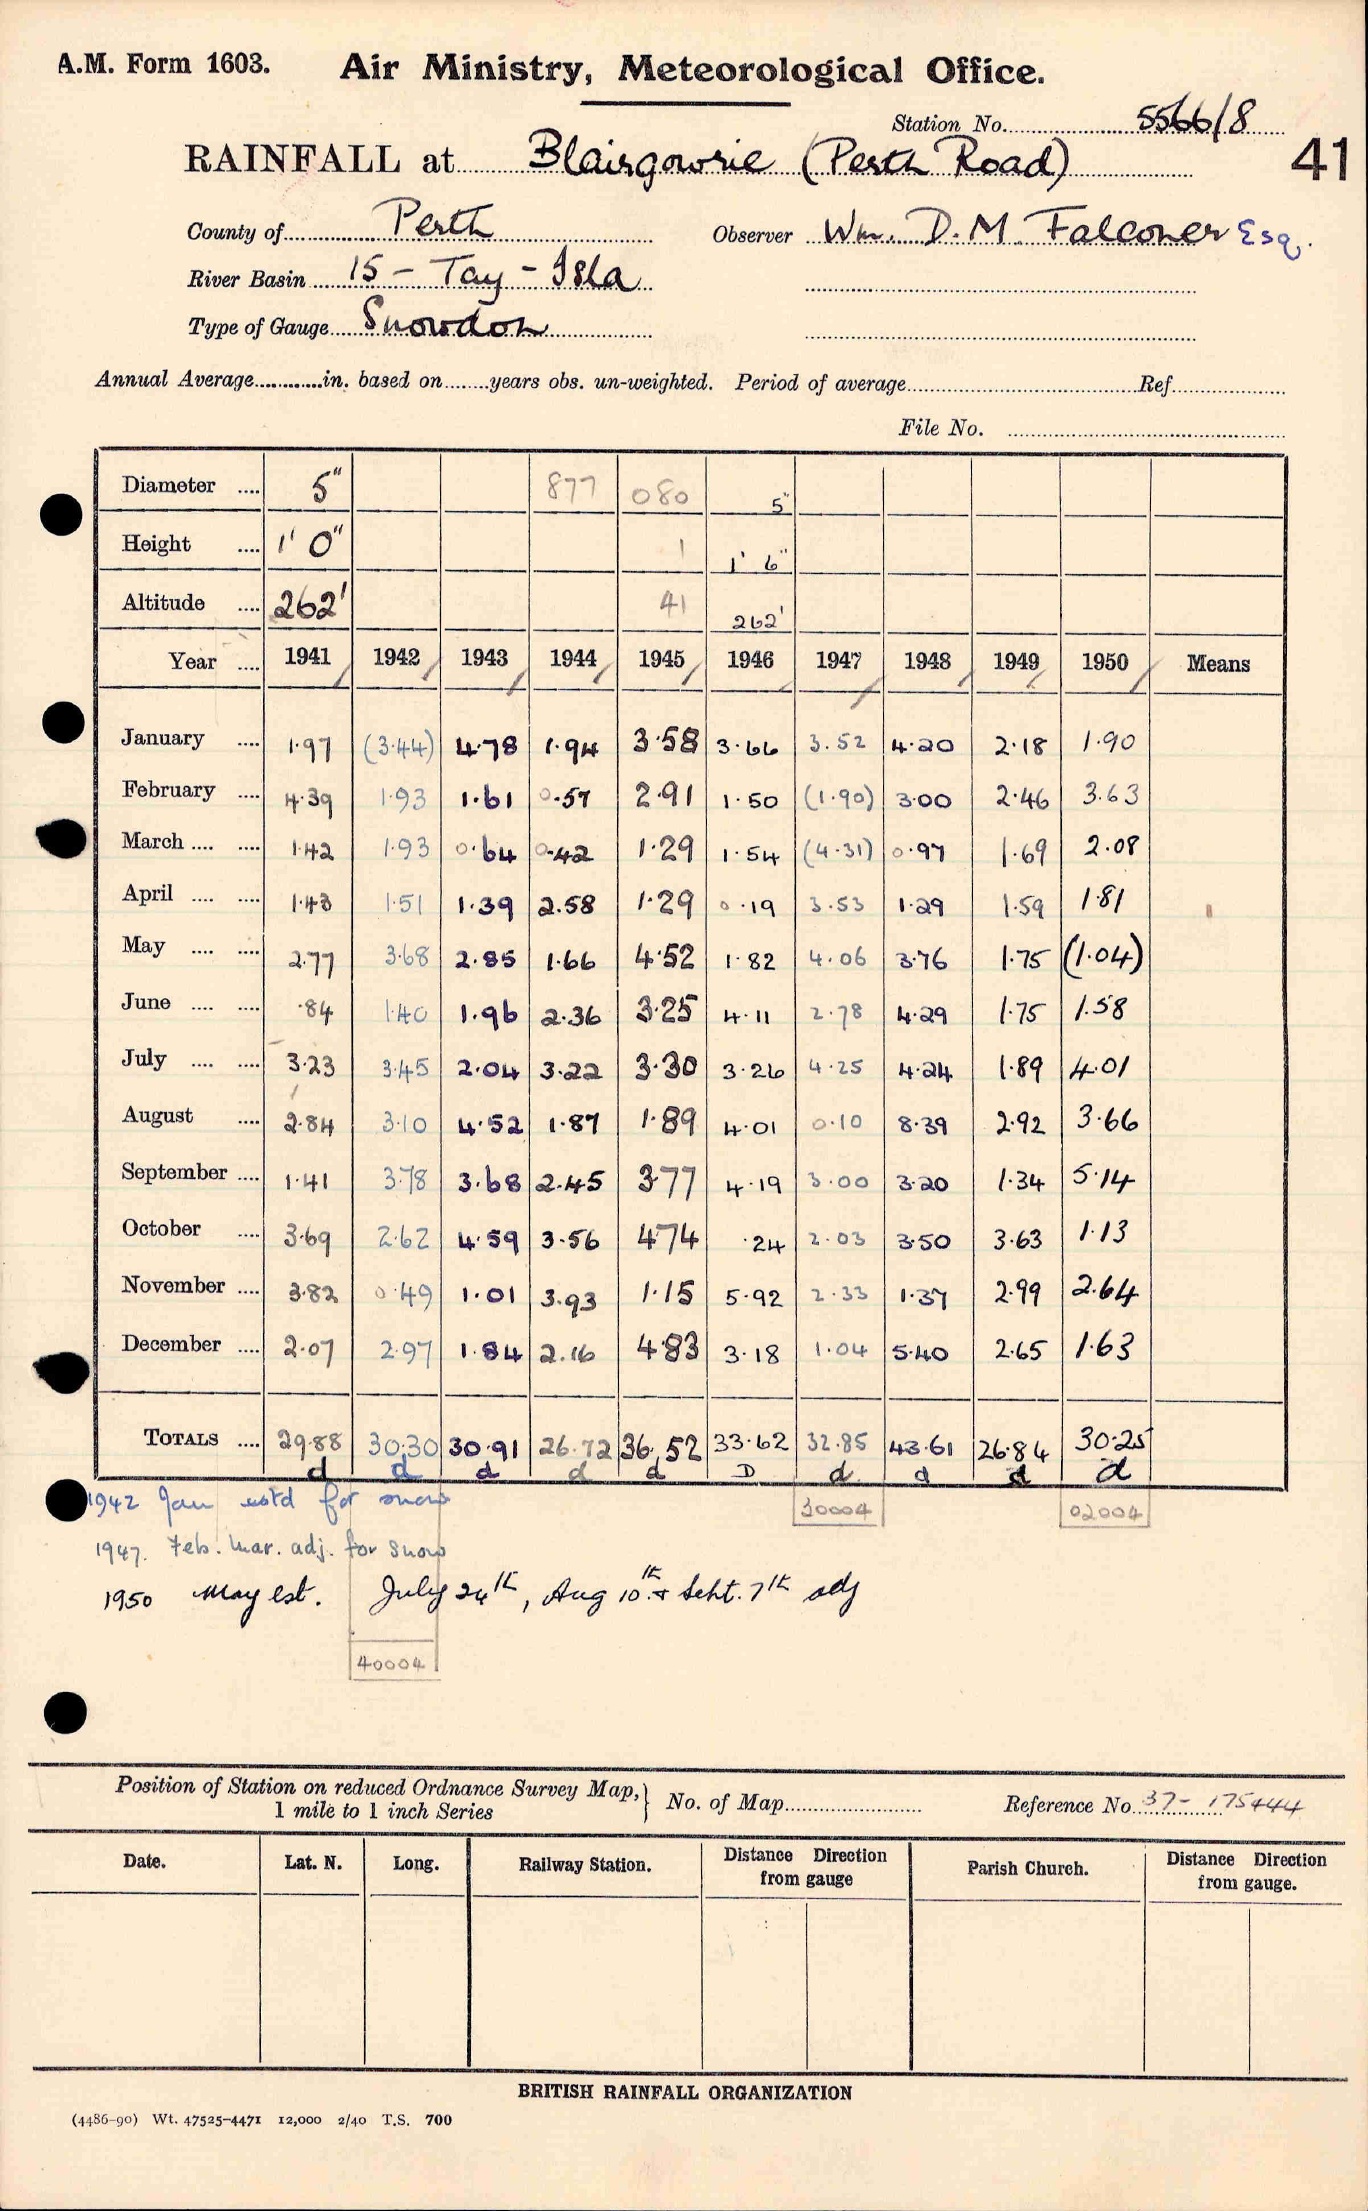 A.M. Form 1603. Air Ministry, Meteorological Office.
Station No. 5566/8
RAINFALL at Blairgowrie (Perth Road) 41
County of Perth Observer Wm. D. M. Falconer Esq.
River Basin 15 - Tay - Isla
Type of Gauge Snowdon
Annual Average in. based on years obs. un-weighted. Period of average Ref.
File No.
Diameter 5" 877 080 5"
Height 1' 0" 1 1' 6"
Altitude 262' 41 262'
Year 1941 1942 1943 1944 1945 1946 1947 1948 1949 1950 Means
January 1.97 (3.44) 4.78 1.94 3.58 3.66 3.52 4.20 2.18 1.90
February 4.39 1.93 1.61 0.57 2.91 1.50 (1.90) 3.00 2.46 3.63
March 1.42 1.93 0.64 0.42 1.29 1.54 (4.31) 0.97 1.69 2.08
April 1.43 1.51 1.39 2.58 1.29 0.19 3.53 1.29 1.59 1.81
May 2.77 3.68 2.85 1.66 4.52 1.82 4.06 3.76 1.75 (1.04)
June .84 1.40 1.96 2.36 3.25 4.11 2.78 4.29 1.75 1.58
July 3.23 3.45 2.04 3.22 3.30 3.26 4.25 4.24 1.89 4.01
August 2.84 3.10 4.52 1.87 1.89 4.01 0.10 8.39 2.92 3.66
September 1.41 3.78 3.68 2.45 3.77 4.19 3.00 3.20 1.34 5.14
October 3.69 2.62 4.59 3.56 4.74 .24 2.03 3.50 3.63 1.13
November 3.82 0.49 1.01 3.93 1.15 5.92 2.33 1.37 2.99 2.64
December 2.07 2.97 1.84 2.16 4.83 3.18 1.04 5.40 2.65 1.63
TOTALS 29.88 30.30 30.91 26.72 36.52 33.62 32.85 43.61 26.84 30.25
d d d d d D d d d d
1942 Jan estd for snow 30004 02004
1947. Feb. Mar. adj. for snow
1950 May est. July 24th, Aug 10th & Sept. 7th adj
40004
Position of Station on reduced Ordnance Survey Map, 1 mile to 1 inch Series } No. of Map Reference No. 37- 175444
Date. Lat. N. Long. Railway Station. Distance Direction from gauge Parish Church. Distance Direction from gauge.
BRITISH RAINFALL ORGANIZATION
(4486-90) Wt. 47525-4471 12,000 2/40 T.S. 700